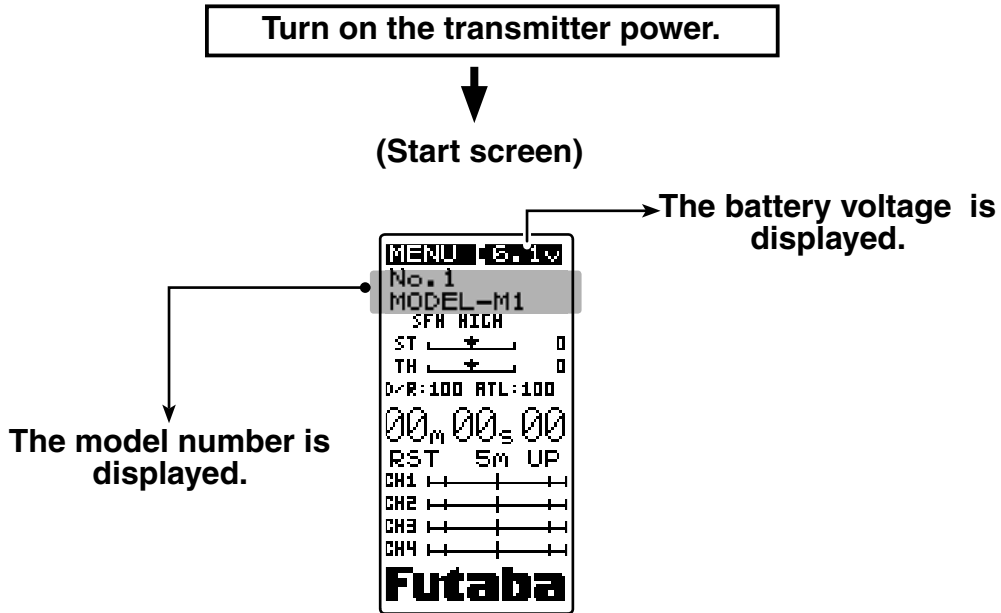 Turn on the transmitter power.
(Start screen)
The battery voltage is
displayed.
MENU 6.1v
No.1
MODEL-M1
SFH HIGH
ST 0
TH 0
D/R:100 ATL:100
00m 00s 00
RST 5m UP
CH1
CH2
CH3
CH4
Futaba
The model number is
displayed.